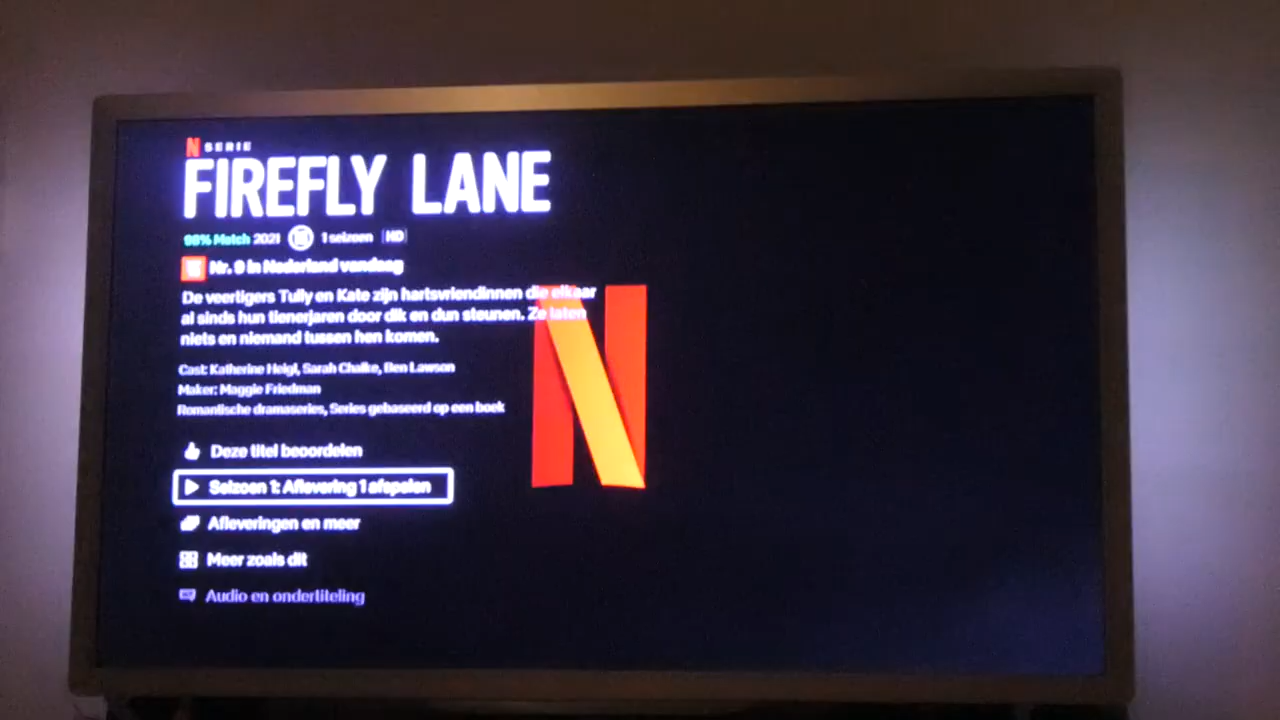 N SERIE
FIREFLY LANE
98% Match 2021 1 seizoen HD
Nr. 9 in Nederland vandaag
De veertigers Tully en Kate zijn hartsvriendinnen die elkaar
al sinds hun tienerjaren door dik en dun steunen. Ze laten
niets en niemand tussen hen komen.
Cast: Katherine Heigl, Sarah Chalke, Ben Lawson
Maker: Maggie Friedman
Romantische dramaseries, Series gebaseerd op een boek
Deze titel beoordelen
Seizoen 1: Aflevering 1 afspelen
Afleveringen en meer
Meer zoals dit
Audio en ondertiteling
N